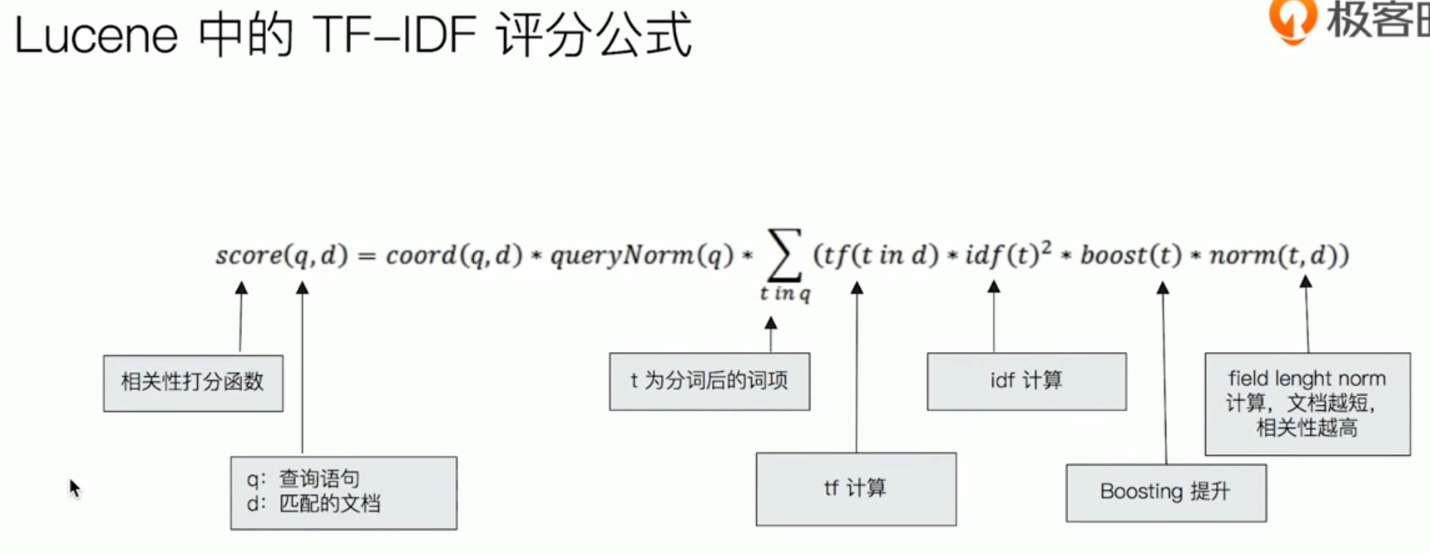 Lucene 中的 TF-IDF 评分公式
极客
score(q,d) = coord(q,d) * queryNorm(q) * ∑ (tf(t in d) * idf(t)² * boost(t) * norm(t,d))
t in q
相关性打分函数
t 为分词后的词项
idf 计算
field lenght norm
计算，文档越短，
相关性越高
q：查询语句
d：匹配的文档
tf 计算
Boosting 提升